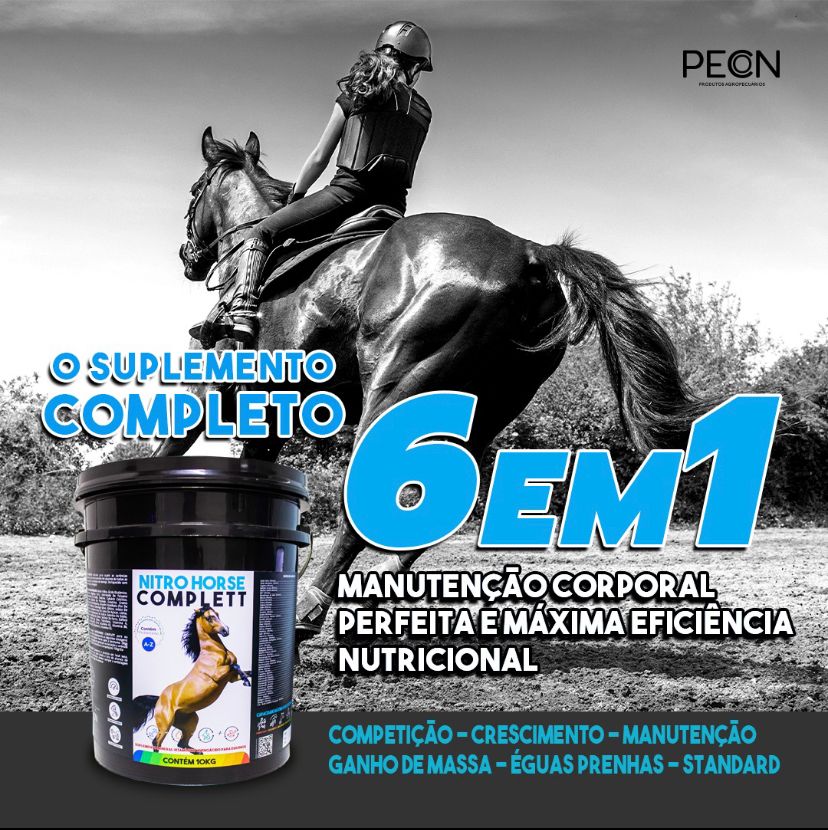 PECON
PRODUTOS AGROPECUÁRIOS
O SUPLEMENTO
COMPLETO
6EM1
MANUTENÇÃO CORPORAL
PERFEITA E MÁXIMA EFICIÊNCIA
NUTRICIONAL
NITRO HORSE
COMPLETT
A-Z
CONTÉM 10KG
COMPETIÇÃO - CRESCIMENTO - MANUTENÇÃO
GANHO DE MASSA - ÉGUAS PRENHAS - STANDARD